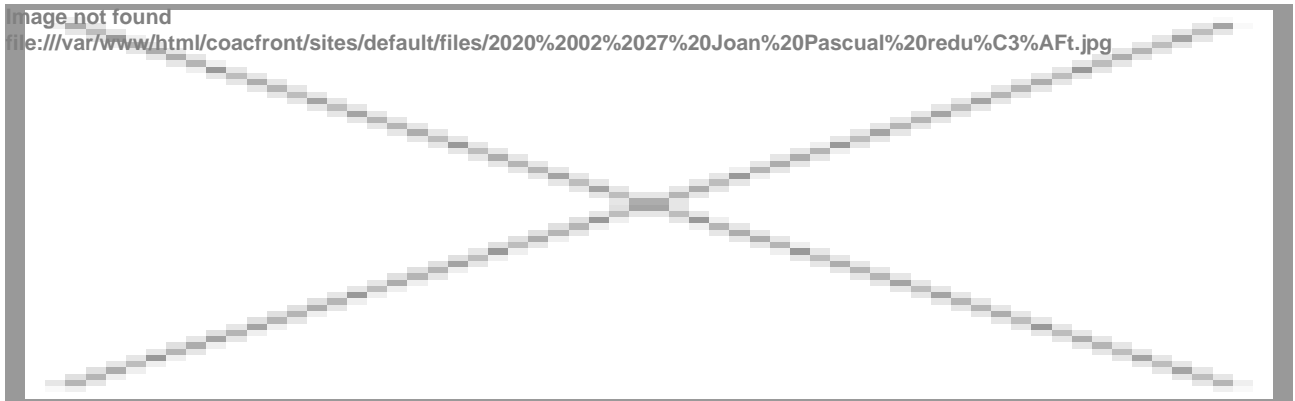 Image not found
file:///var/www/html/coacfront/sites/default/files/2020%2002%2027%20Joan%20Pascual%20redu%C3%AFt.jpg